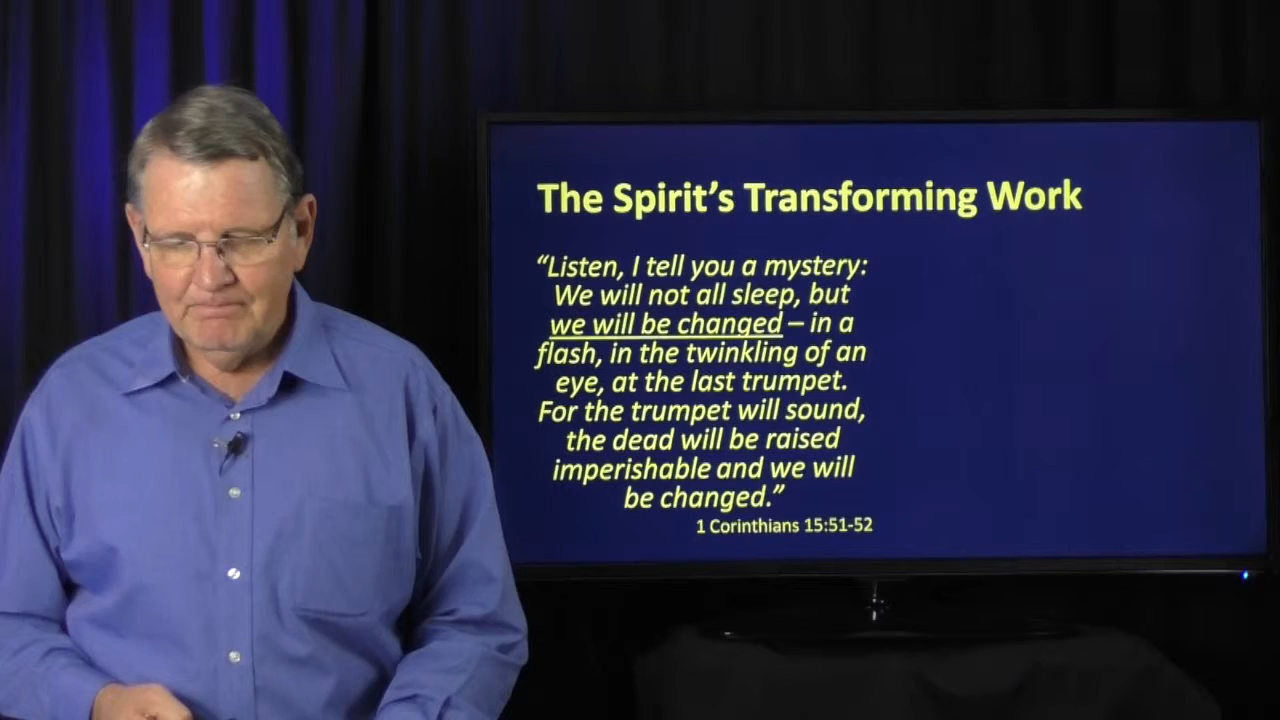 The Spirit’s Transforming Work
“Listen, I tell you a mystery:
We will not all sleep, but
we will be changed – in a
flash, in the twinkling of an
eye, at the last trumpet.
For the trumpet will sound,
the dead will be raised
imperishable and we will
be changed.”
1 Corinthians 15:51-52